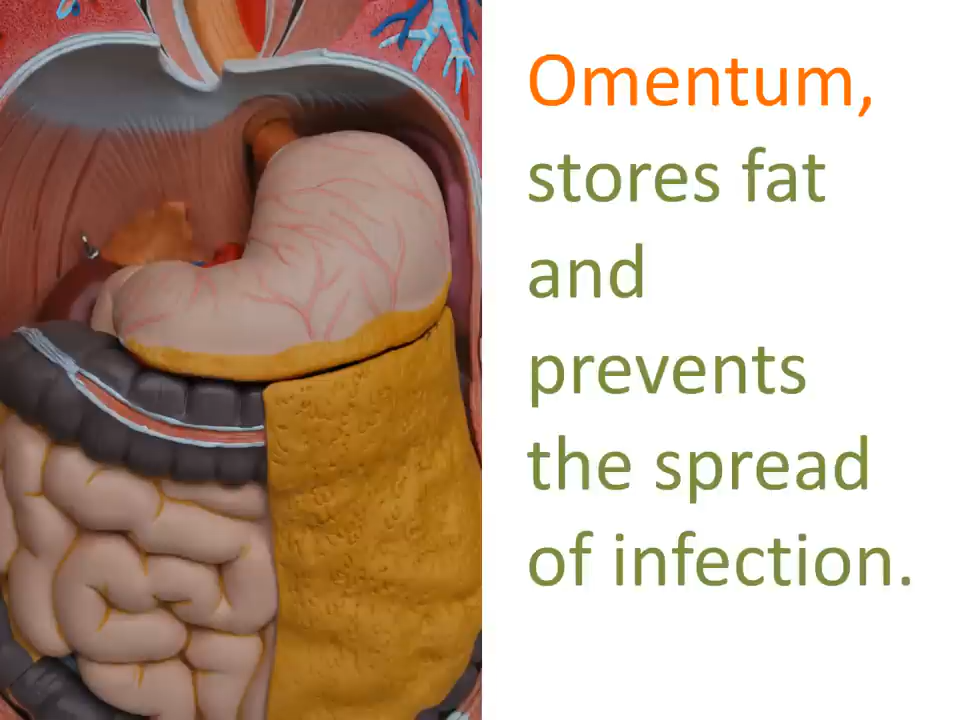 Omentum,
stores fat
and
prevents
the spread
of infection.